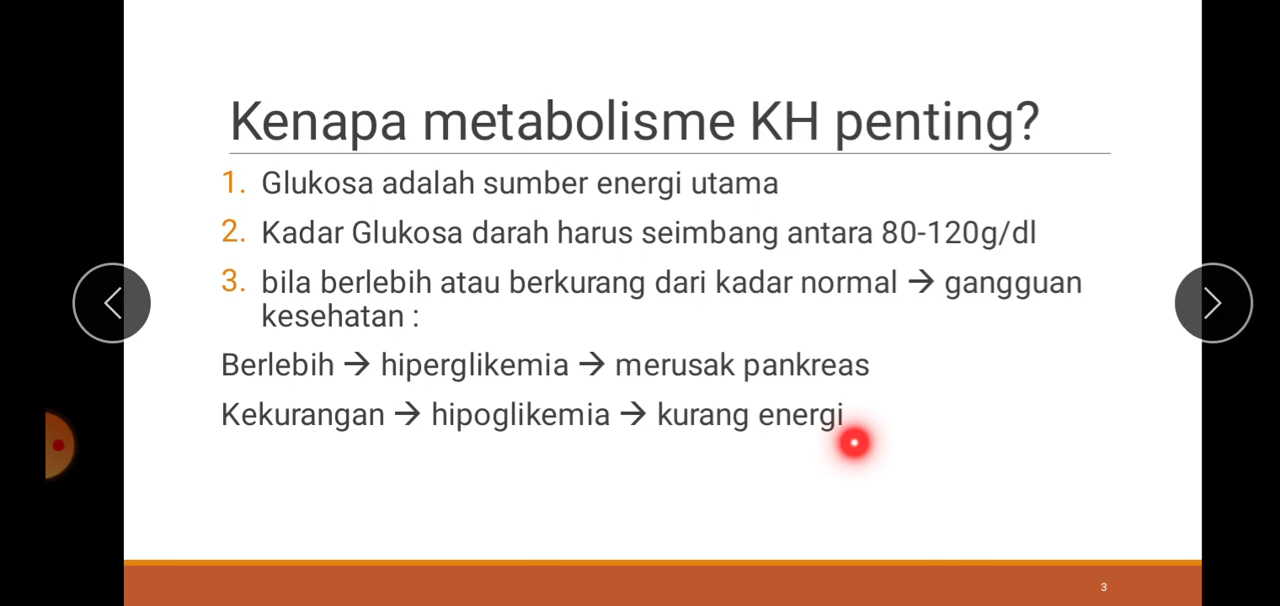 Kenapa metabolisme KH penting?
1. Glukosa adalah sumber energi utama
2. Kadar Glukosa darah harus seimbang antara 80-120g/dl
3. bila berlebih atau berkurang dari kadar normal → gangguan
kesehatan :
Berlebih → hiperglikemia → merusak pankreas
Kekurangan → hipoglikemia → kurang energi
3